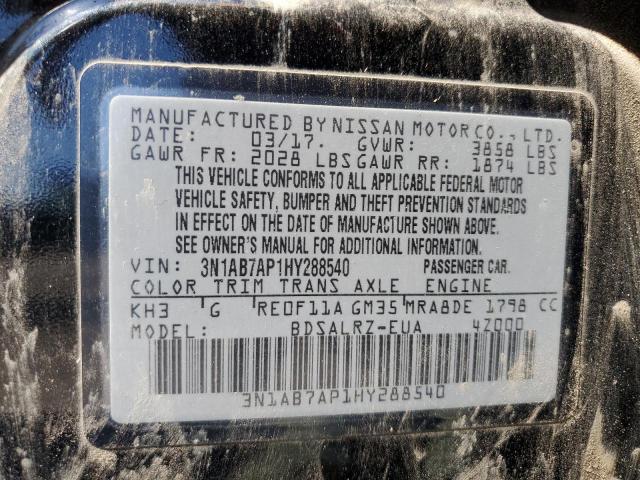 MANUFACTURED BY NISSAN MOTOR CO., LTD.
DATE: 03/17. GVWR: 3858 LBS
GAWR FR: 2028 LBS GAWR RR: 1874 LBS
THIS VEHICLE CONFORMS TO ALL APPLICABLE FEDERAL MOTOR
VEHICLE SAFETY, BUMPER AND THEFT PREVENTION STANDARDS
IN EFFECT ON THE DATE OF MANUFACTURE SHOWN ABOVE.
SEE OWNER'S MANUAL FOR ADDITIONAL INFORMATION.
VIN: 3N1AB7AP1HY288540 PASSENGER CAR.
COLOR TRIM TRANS AXLE ENGINE
KH3 G RE0F11A GM35 MRA8DE 1798 CC
MODEL: BDSALRZ-EUA 4Z000
3N1AB7AP1HY288540